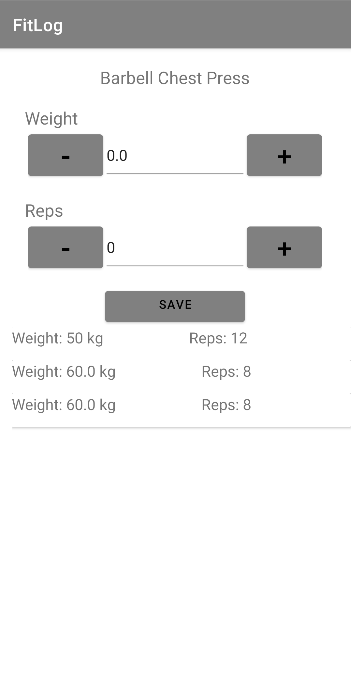 FitLog
Barbell Chest Press
Weight
- 0.0 +
Reps
- 0 +
SAVE
Weight: 50 kg Reps: 12
Weight: 60.0 kg Reps: 8
Weight: 60.0 kg Reps: 8